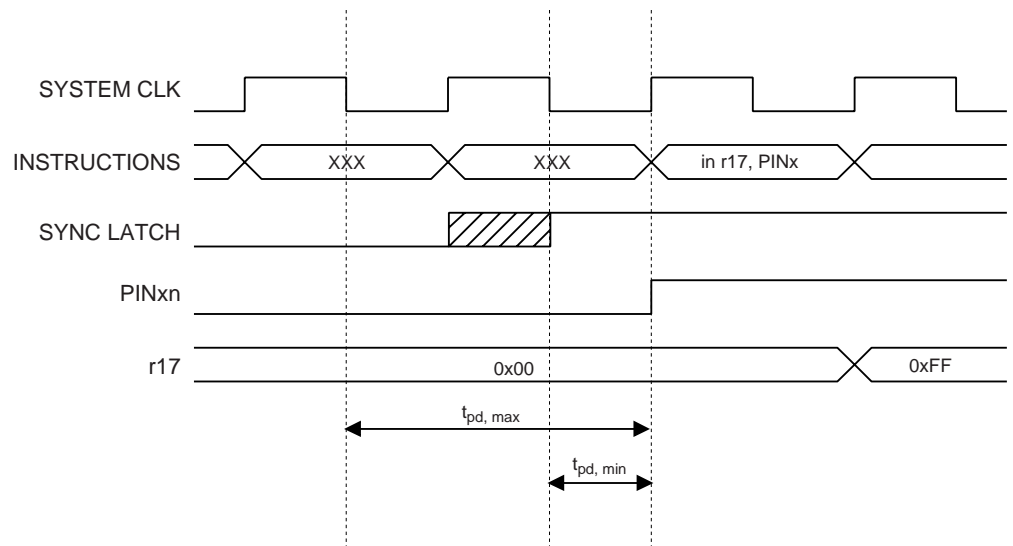 SYSTEM CLK
INSTRUCTIONS XXX XXX in r17, PINx
SYNC LATCH
PINxn
r17 0x00 0xFF
tpd, max
tpd, min